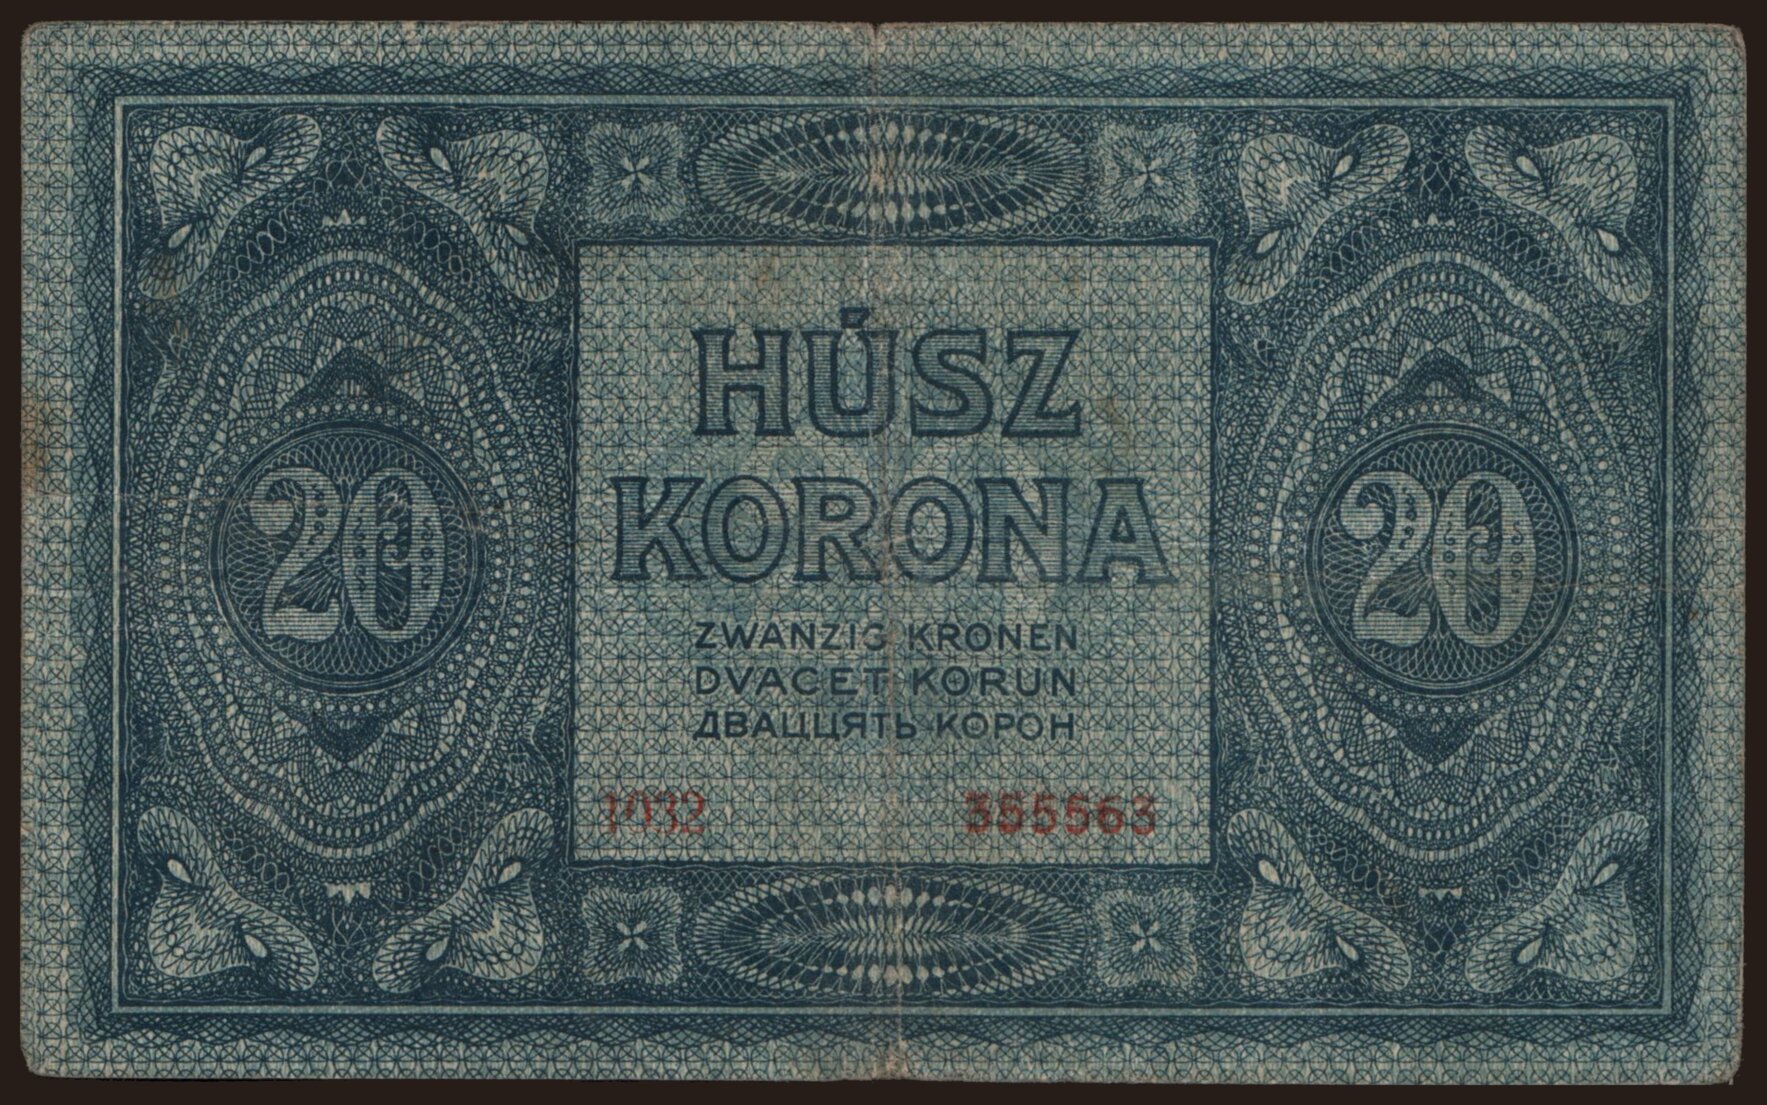 HÚSZ
KORONA
20
20
ZWANZIG KRONEN
DVACET KORUN
ДВАЦЦЯТЬ КОРОН
1032 355563